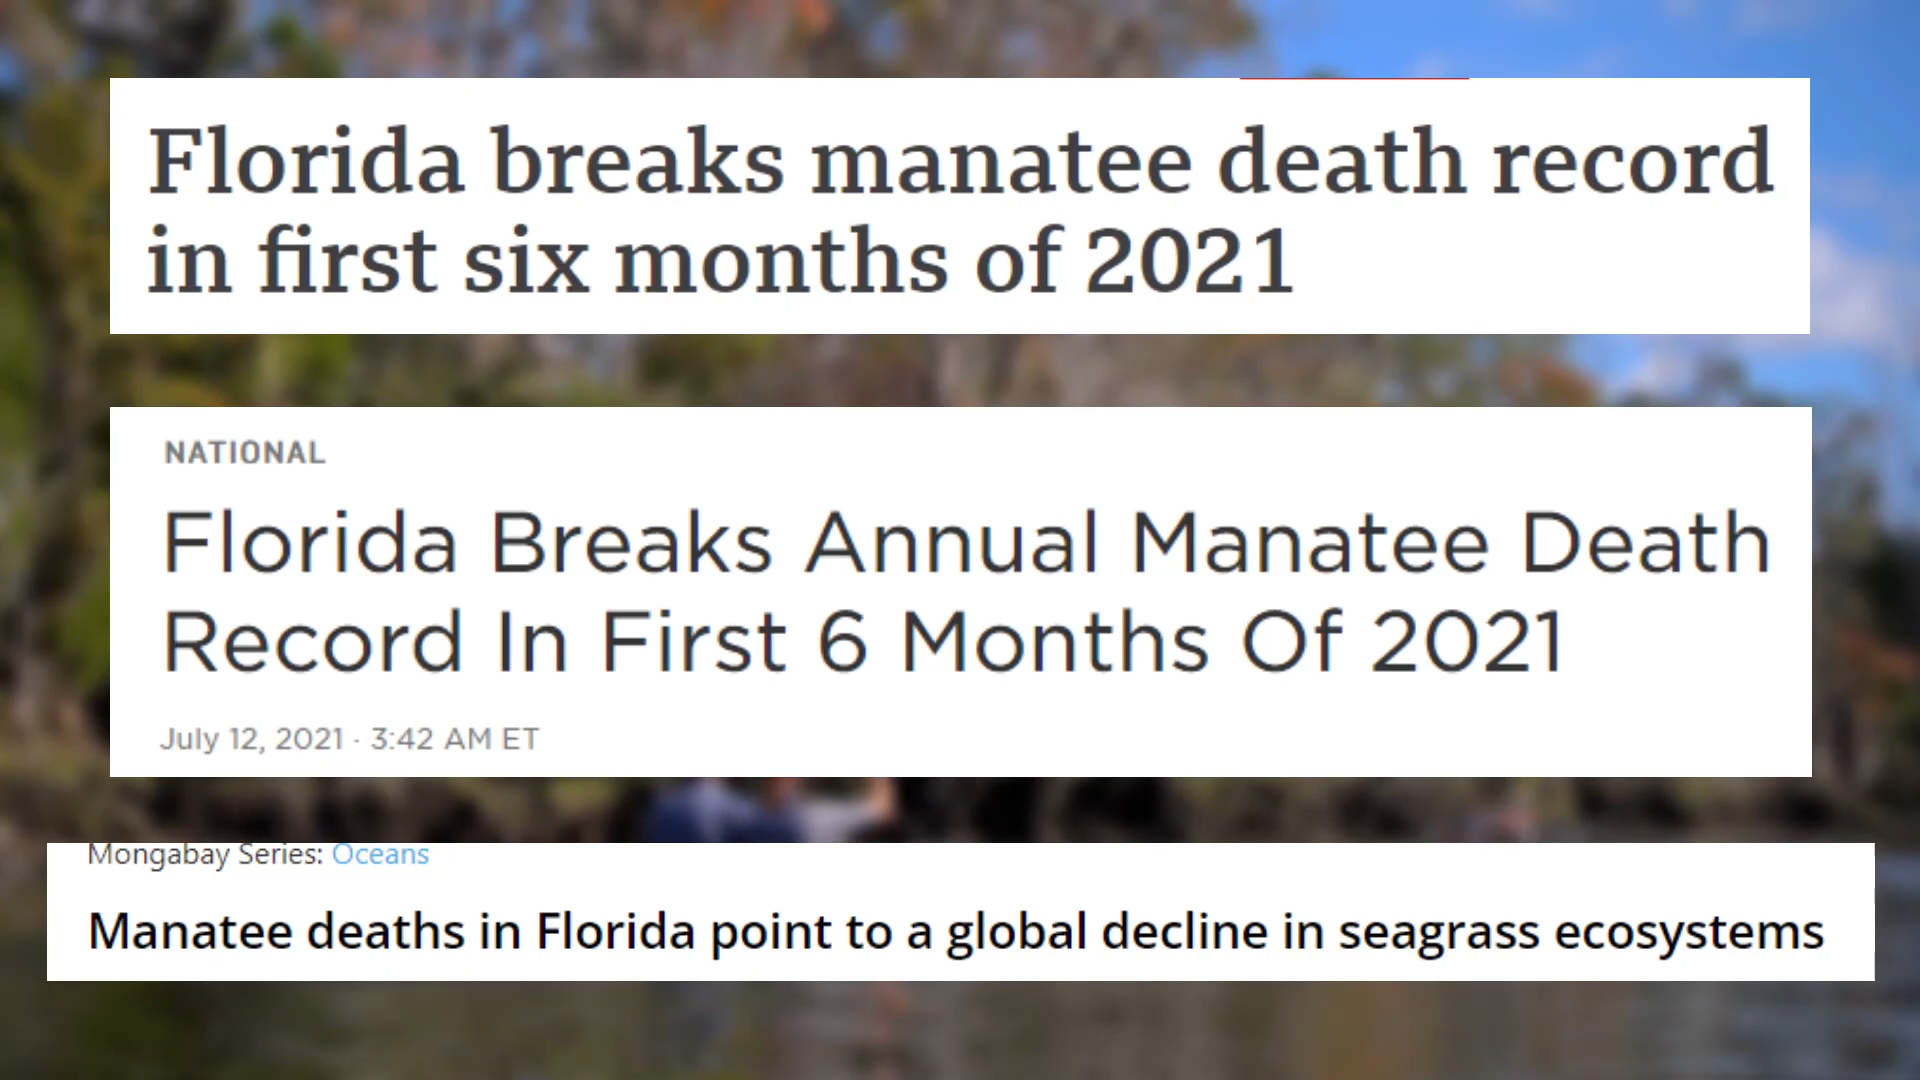 Florida breaks manatee death record
in first six months of 2021
NATIONAL
Florida Breaks Annual Manatee Death
Record In First 6 Months Of 2021
July 12, 2021 · 3:42 AM ET
Mongabay Series: Oceans
Manatee deaths in Florida point to a global decline in seagrass ecosystems